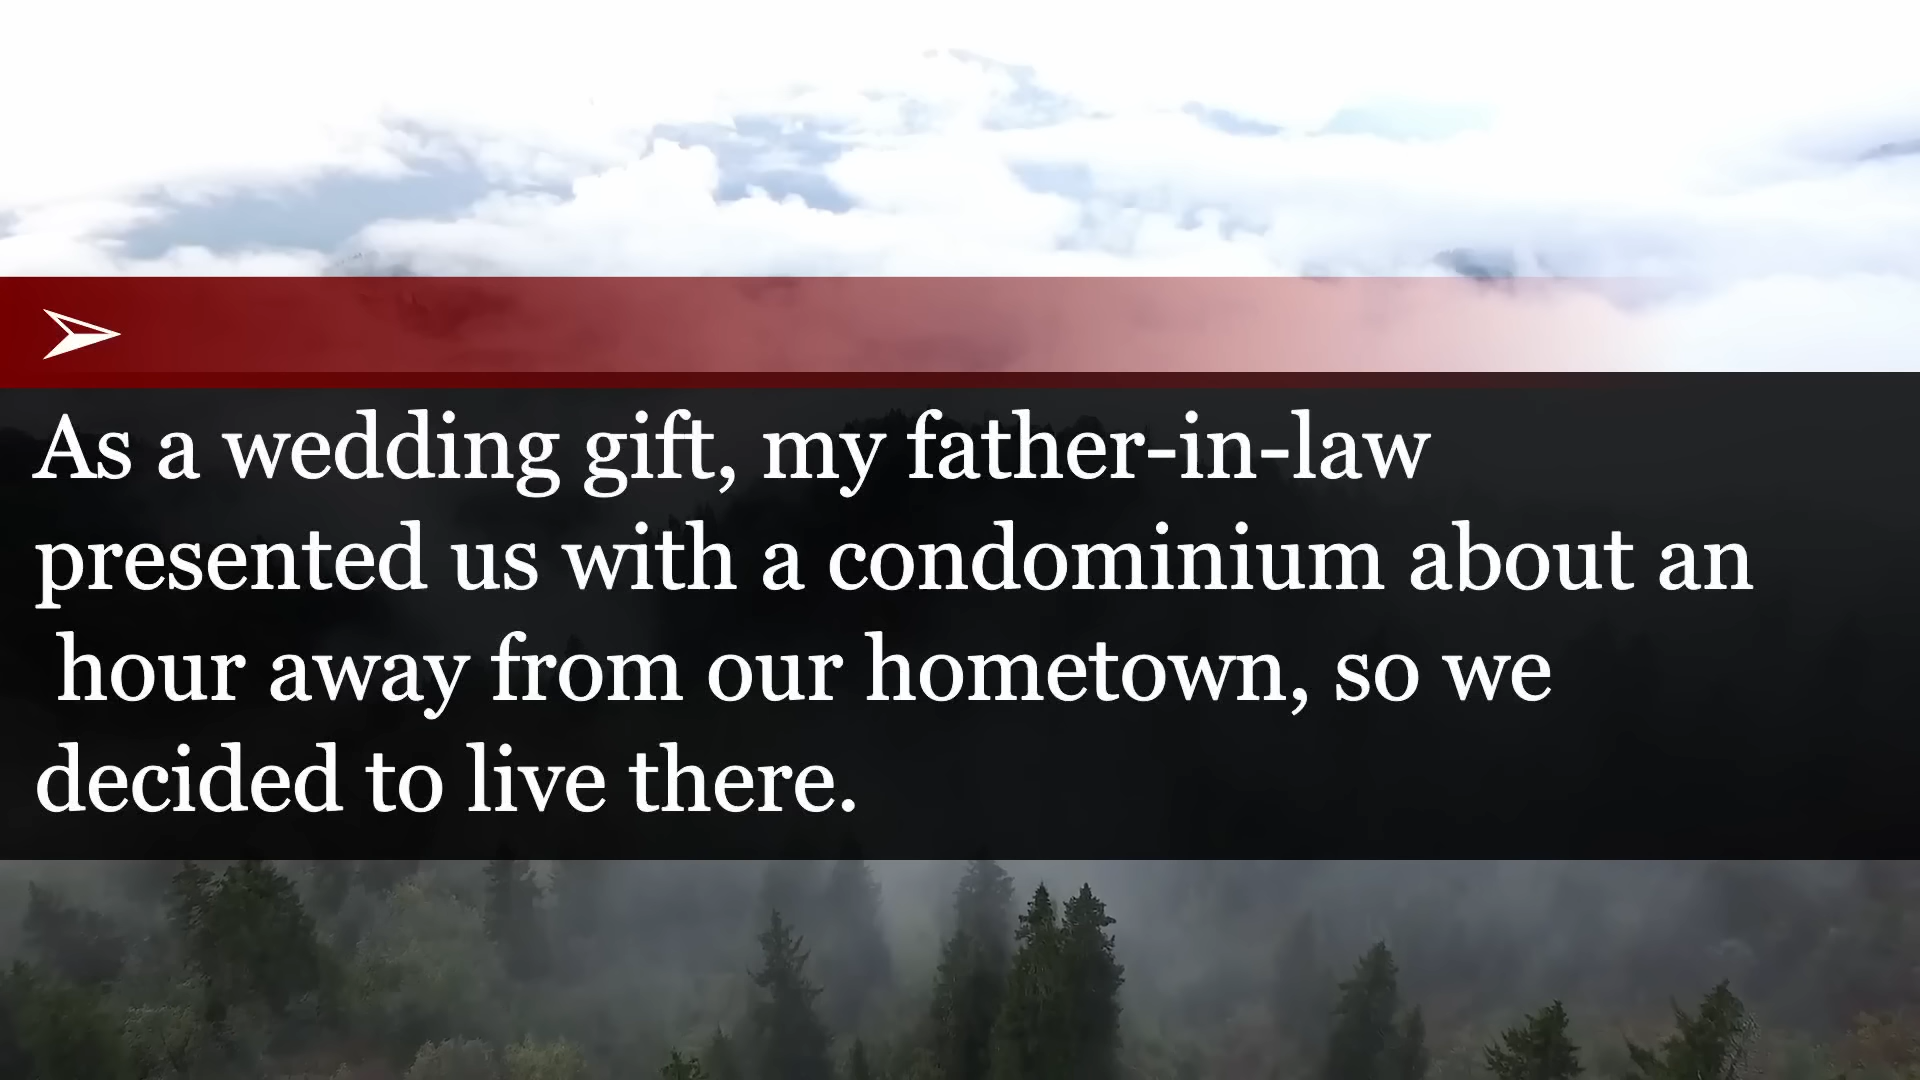 As a wedding gift, my father-in-law
presented us with a condominium about an
hour away from our hometown, so we
decided to live there.